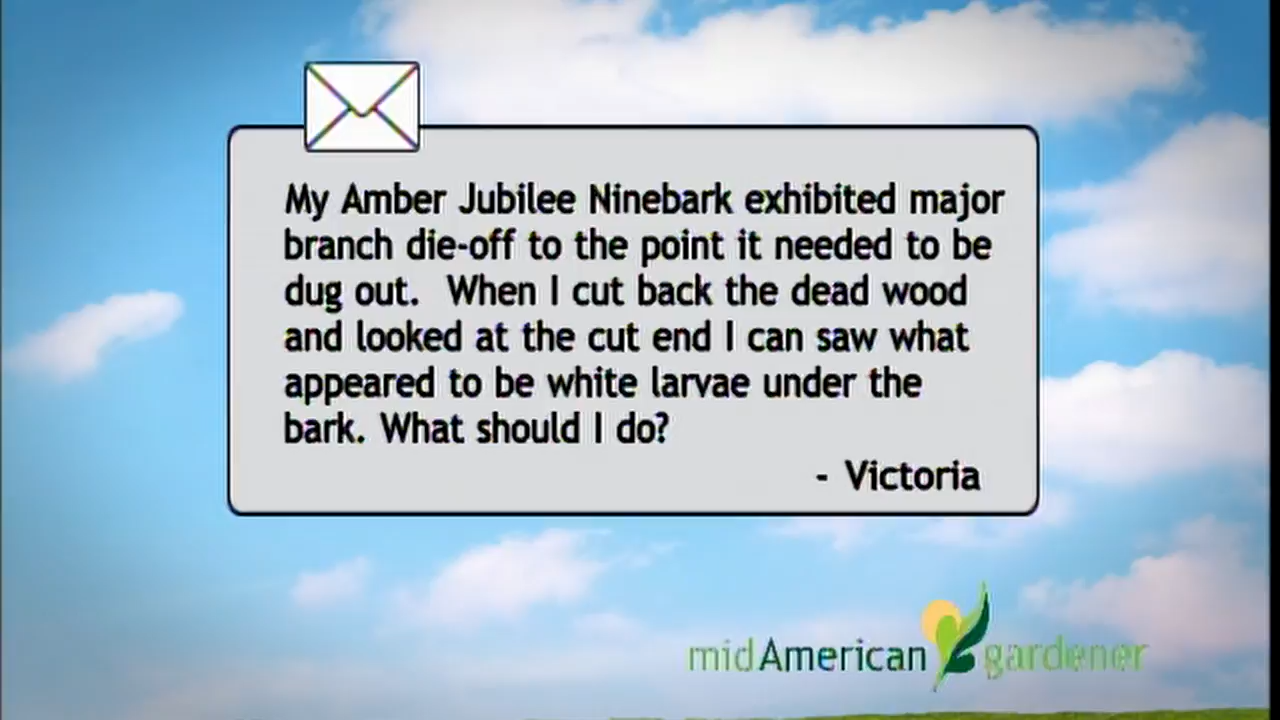 My Amber Jubilee Ninebark exhibited major
branch die-off to the point it needed to be
dug out. When I cut back the dead wood
and looked at the cut end I can saw what
appeared to be white larvae under the
bark. What should I do?
- Victoria
midAmerican gardener